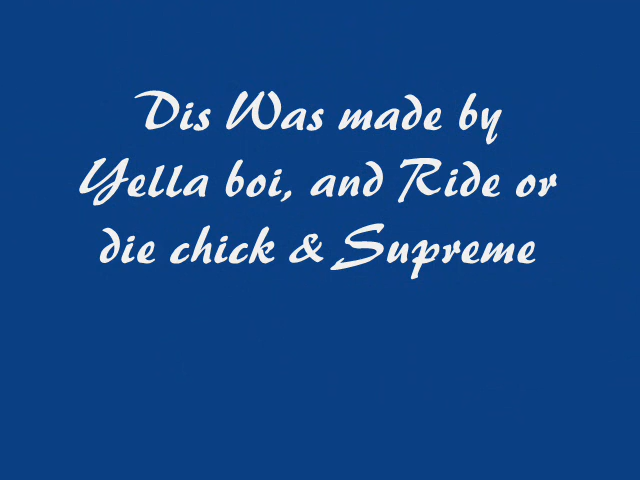 Dis Was made by
Yella boi, and Ride or
die chick & Supreme